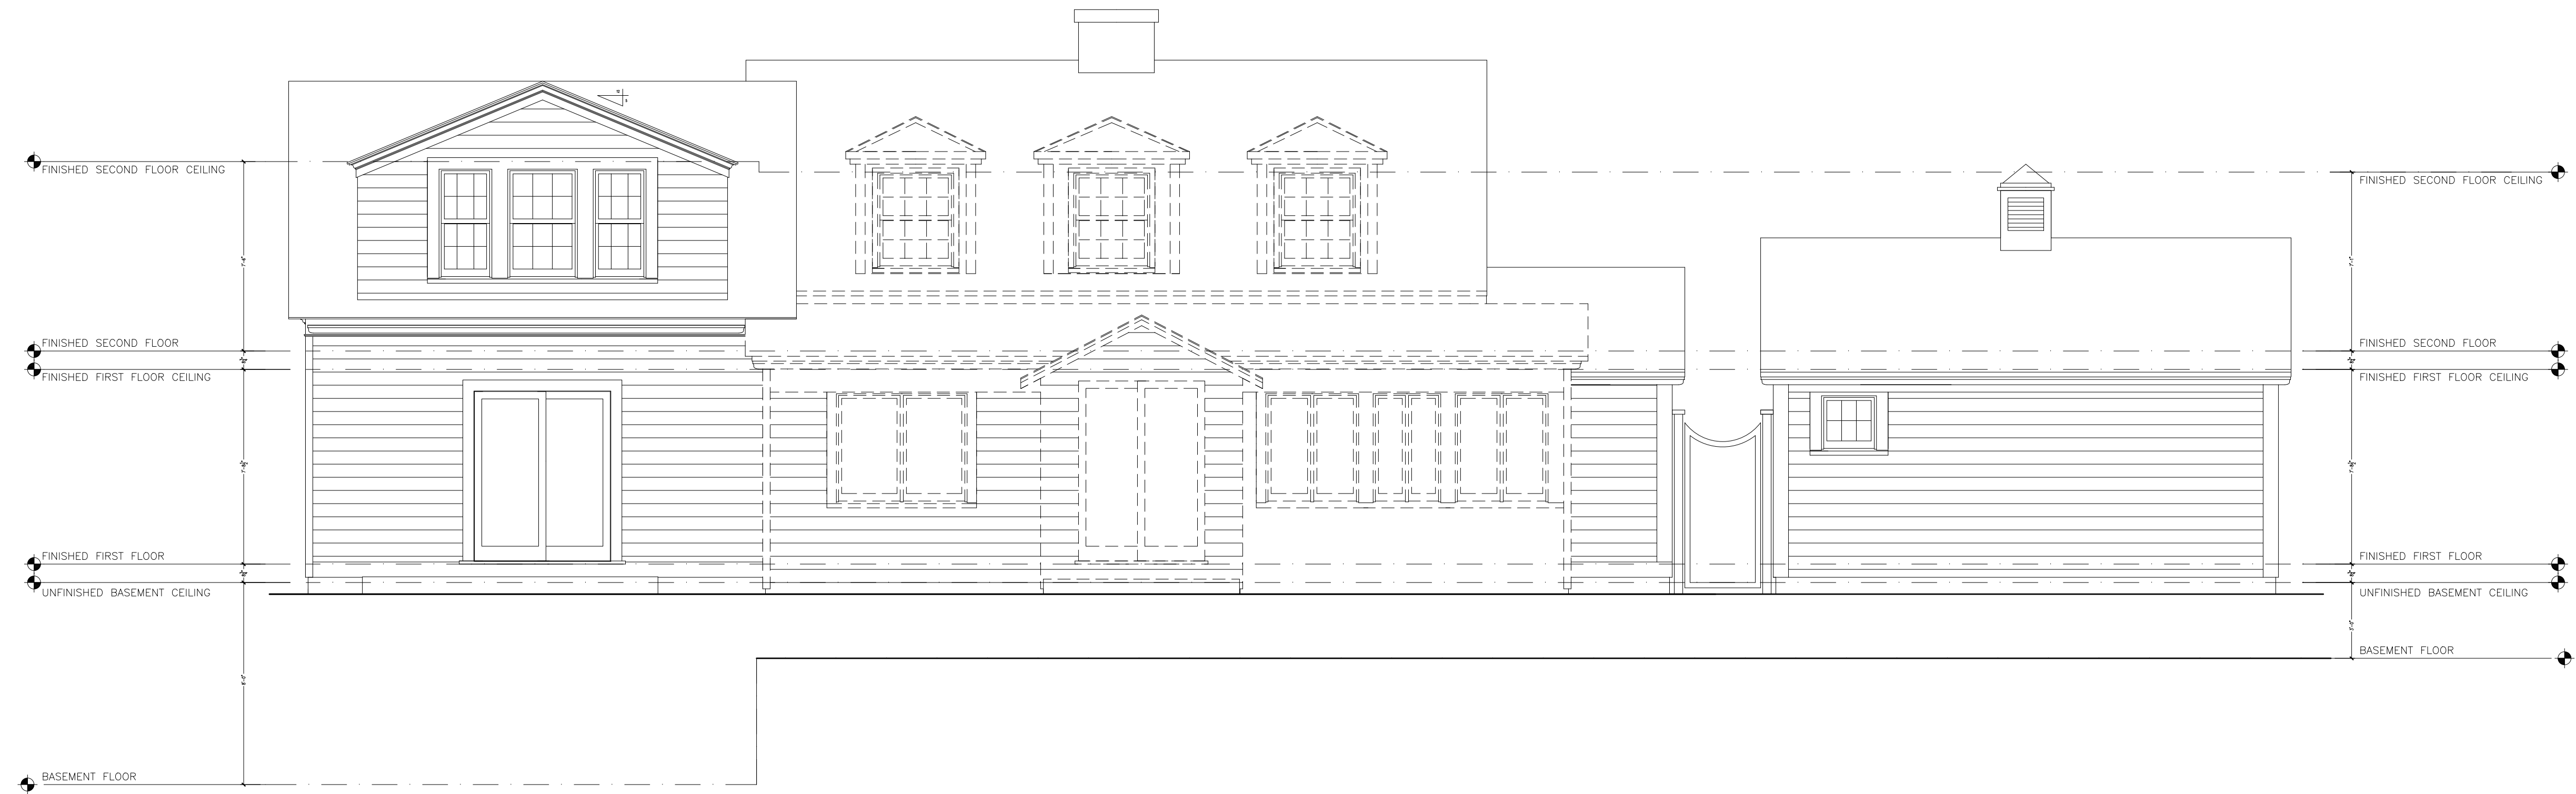 FINISHED SECOND FLOOR CEILING
FINISHED SECOND FLOOR
FINISHED FIRST FLOOR CEILING
FINISHED FIRST FLOOR
UNFINISHED BASEMENT CEILING
BASEMENT FLOOR
FINISHED SECOND FLOOR CEILING
FINISHED SECOND FLOOR
FINISHED FIRST FLOOR CEILING
FINISHED FIRST FLOOR
UNFINISHED BASEMENT CEILING
BASEMENT FLOOR